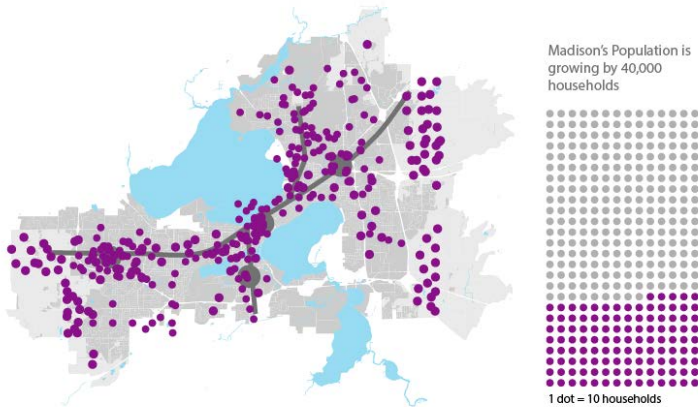 Madison's Population is
growing by 40,000
households
1 dot = 10 households